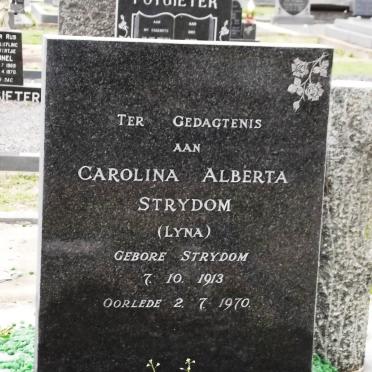 POTGIETER
TER GEDAGTENIS
AAN
CAROLINA ALBERTA
STRYDOM
(LYNA)
GEBORE STRYDOM
7. 10. 1913
OORLEDE 2. 7. 1970.